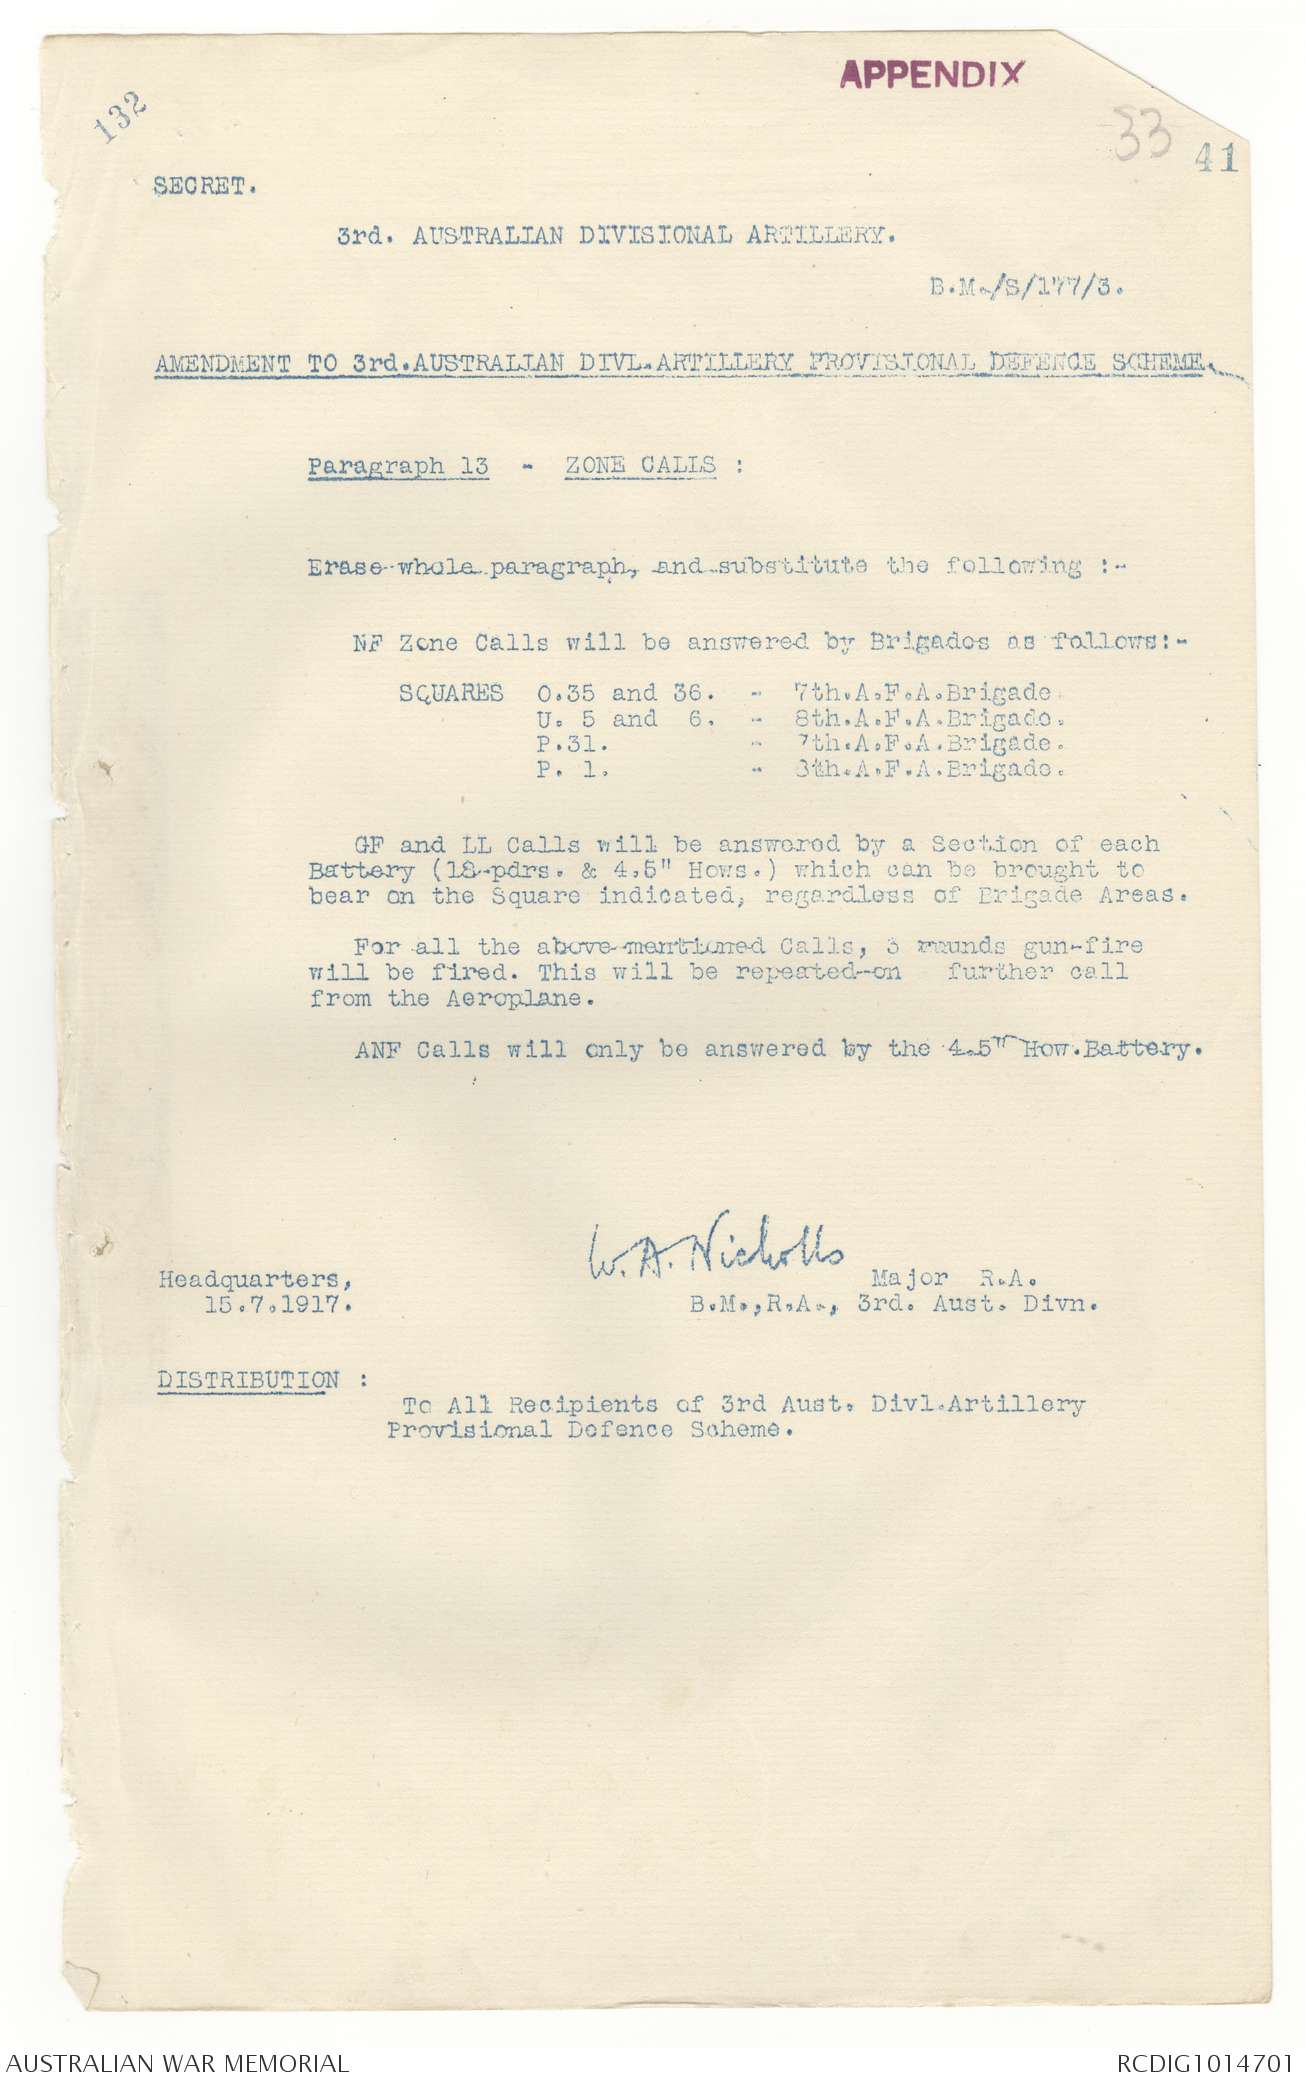 APPENDIX
132
33
41
SECRET.
3rd. AUSTRALIAN DIVISIONAL ARTILLERY.
B.M./S/177/3.
AMENDMENT TO 3rd.AUSTRALIAN DIVL.ARTILLERY PROVISIONAL DEFENCE SCHEME.
Paragraph 13 - ZONE CALLS :
Erase whole paragraph, and substitute the following :-
NF Zone Calls will be answered by Brigades as follows:-
SQUARES O.35 and 36. - 7th.A.F.A.Brigade.
U. 5 and 6. - 8th.A.F.A.Brigade.
P.31. - 7th.A.F.A.Brigade.
P. 1. - 8th.A.F.A.Brigade.
GF and LL Calls will be answered by a Section of each
Battery (18-pdrs. & 4.5" Hows.) which can be brought to
bear on the Square indicated, regardless of Brigade Areas.
For all the above-mentioned Calls, 3 rounds gun-fire
will be fired. This will be repeated on further call
from the Aeroplane.
ANF Calls will only be answered by the 4.5" How.Battery.
W.A. Nicholls
Headquarters, Major R.A.
15.7.1917. B.M.,R.A., 3rd. Aust. Divn.
DISTRIBUTION :
To All Recipients of 3rd Aust. Divl.Artillery
Provisional Defence Scheme.
AUSTRALIAN WAR MEMORIAL
RCDIG1014701